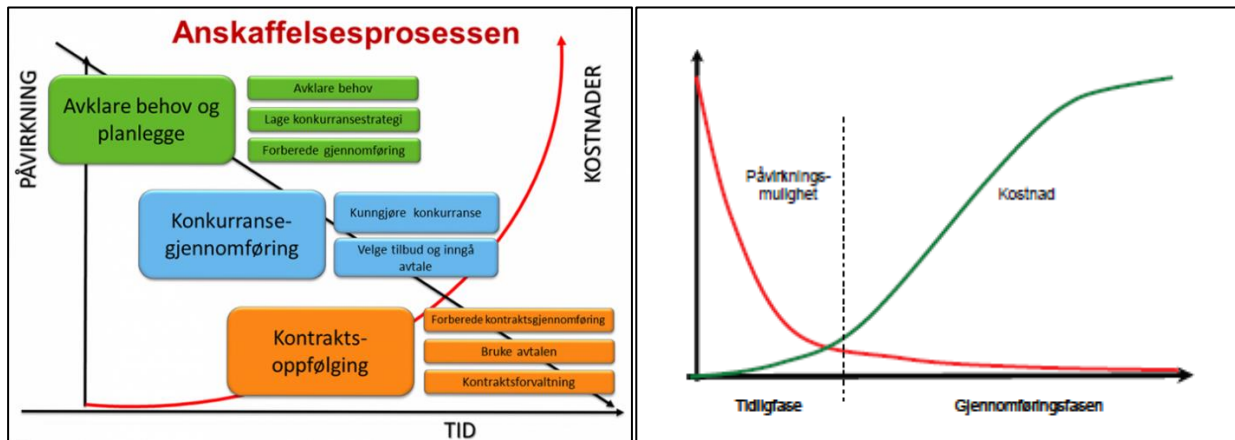 Anskaffelsesprosessen
PÅVIRKNING
KOSTNADER
Avklare behov og
planlegge
Avklare behov
Lage konkurransestrategi
Forberede gjennomføring
Konkurranse-
gjennomføring
Kunngjøre konkurranse
Velge tilbud og inngå
avtale
Kontrakts-
oppfølging
Forberede kontraktsgjennomføring
Bruke avtalen
Kontraktsforvaltning
TID
Påvirknings-
mulighet
Kostnad
Tidligfase
Gjennomføringsfasen